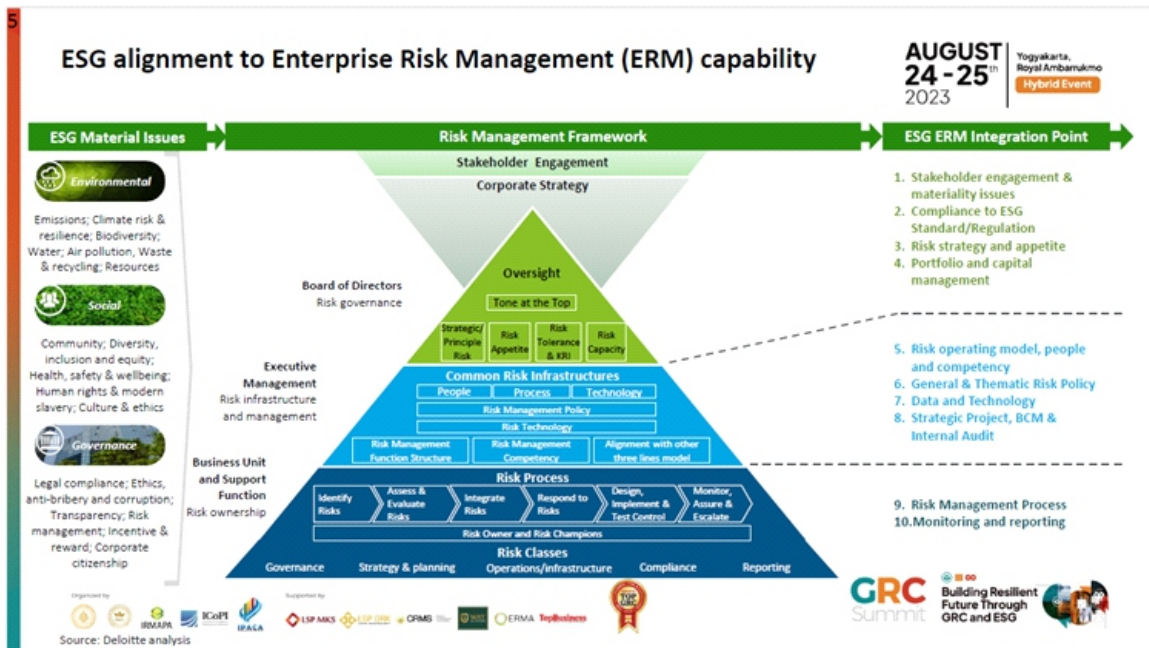 5
ESG alignment to Enterprise Risk Management (ERM) capability
AUGUST
24 - 25th
2023
Yogyakarta,
Royal Ambarrukmo
Hybrid Event
ESG Material Issues
Risk Management Framework
ESG ERM Integration Point
Environmental
Emissions; Climate risk &
resilience; Biodiversity;
Water; Air pollution, Waste
& recycling; Resources
Social
Community; Diversity,
inclusion and equity;
Health, safety & wellbeing;
Human rights & modern
slavery; Culture & ethics
Governance
Legal compliance; Ethics,
anti-bribery and corruption;
Transparency; Risk
management; Incentive &
reward; Corporate
citizenship
Stakeholder Engagement
Corporate Strategy
Board of Directors
Risk governance
Executive
Management
Risk infrastructure
and management
Business Unit
and Support
Function
Risk ownership
Oversight
Tone at the Top
Strategic/
Principle
Risk
Risk
Appetite
Risk
Tolerance
& KRI
Risk
Capacity
Common Risk Infrastructures
People
Process
Technology
Risk Management Policy
Risk Technology
Risk Management
Function Structure
Risk Management
Competency
Alignment with other
three lines model
Risk Process
Identify
Risks
Assess &
Evaluate
Risks
Integrate
Risks
Respond to
Risks
Design,
Implement &
Test Control
Monitor,
Assure &
Escalate
Risk Owner and Risk Champions
Risk Classes
Governance
Strategy & planning
Operations/infrastructure
Compliance
Reporting
1. Stakeholder engagement &
materiality issues
2. Compliance to ESG
Standard/Regulation
3. Risk strategy and appetite
4. Portfolio and capital
management
5. Risk operating model, people
and competency
6. General & Thematic Risk Policy
7. Data and Technology
8. Strategic Project, BCM &
Internal Audit
9. Risk Management Process
10.Monitoring and reporting
Organized by
IRMAPA
ICoPI
IPACA
Supported by
LSP MKS
CRMS
ERMA
TopBusiness
TOP
GRC
GRC
Summit
Building Resilient
Future Through
GRC and ESG
Source: Deloitte analysis